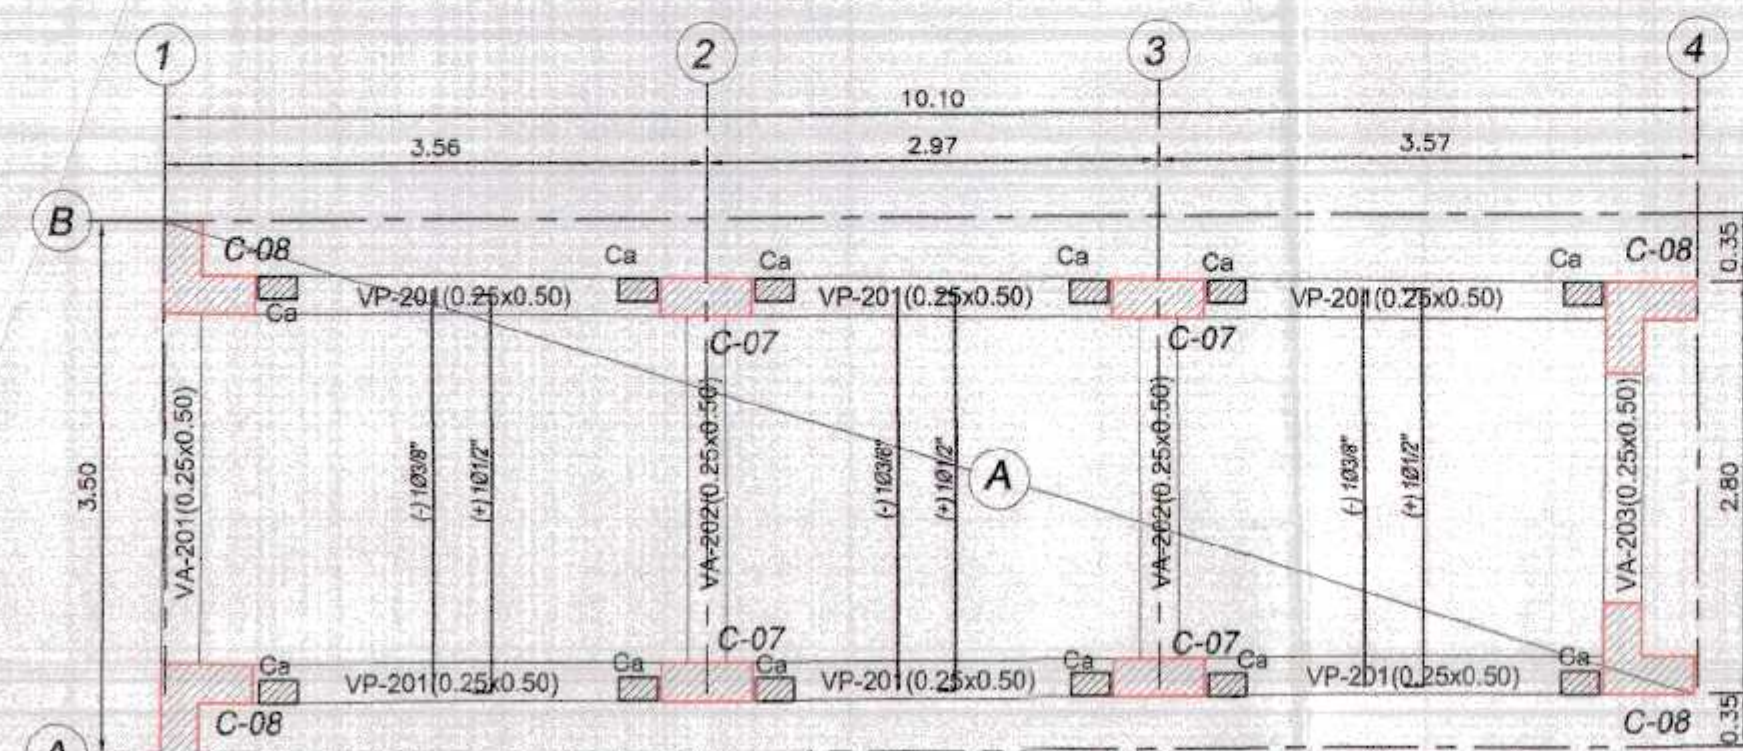 1 2 3 4
10.10
3.56 2.97 3.57
B
0.35
C-08 Ca Ca Ca Ca Ca C-08
VP-201(0.25x0.50) VP-201(0.25x0.50) VP-201(0.25x0.50)
Ca
C-07 C-07
3.50
VA-201(0.25x0.50)
(-) 1Ø3/8"
(+) 1Ø1/2"
VA-202(0.25x0.50)
(-) 1Ø3/8"
(+) 1Ø1/2"
A
VA-202(0.25x0.50)
(-) 1Ø3/8"
(+) 1Ø1/2"
VA-203(0.25x0.50)
2.80
C-07 C-07
Ca Ca Ca Ca Ca Ca
VP-201(0.25x0.50) VP-201(0.25x0.50) VP-201(0.25x0.50)
C-08 C-08
0.35
A